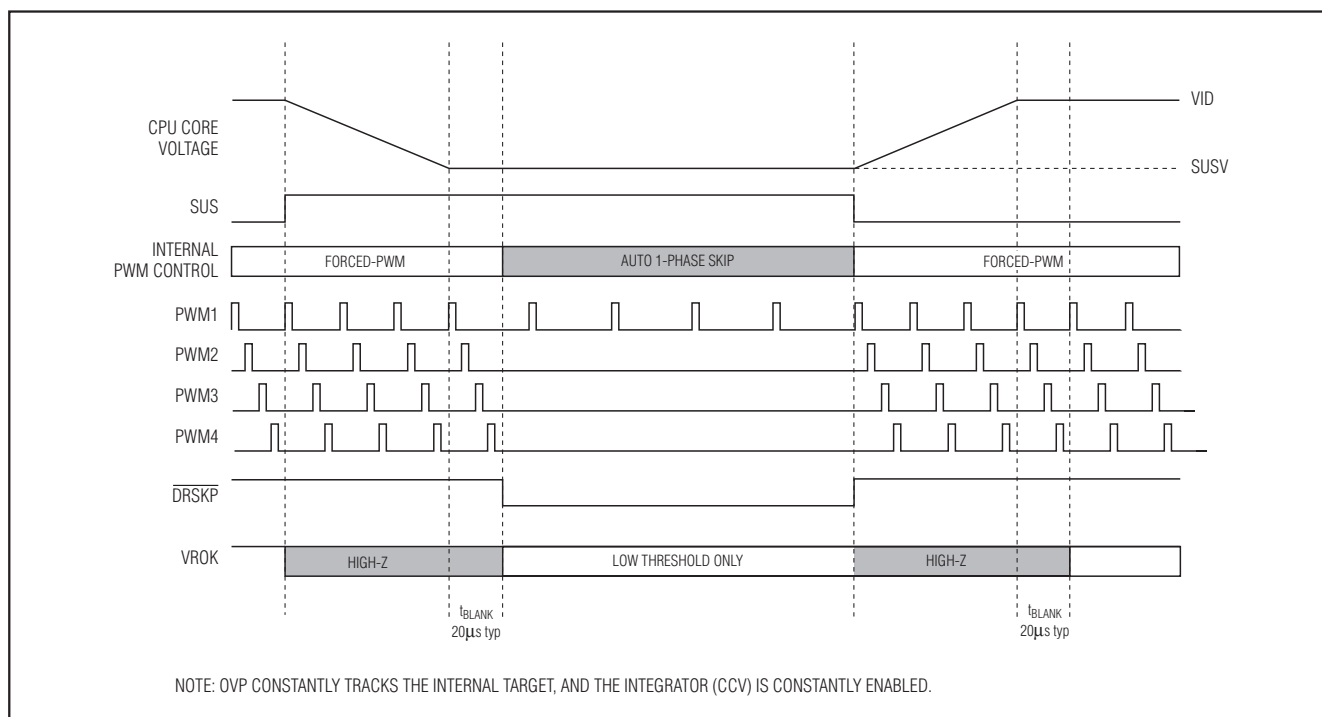 VID
CPU CORE
VOLTAGE
SUSV
SUS
INTERNAL
PWM CONTROL
FORCED-PWM
AUTO 1-PHASE SKIP
FORCED-PWM
PWM1
PWM2
PWM3
PWM4
DRSKP
VROK
HIGH-Z
LOW THRESHOLD ONLY
HIGH-Z
tBLANK
20µs typ
tBLANK
20µs typ
NOTE: OVP CONSTANTLY TRACKS THE INTERNAL TARGET, AND THE INTEGRATOR (CCV) IS CONSTANTLY ENABLED.